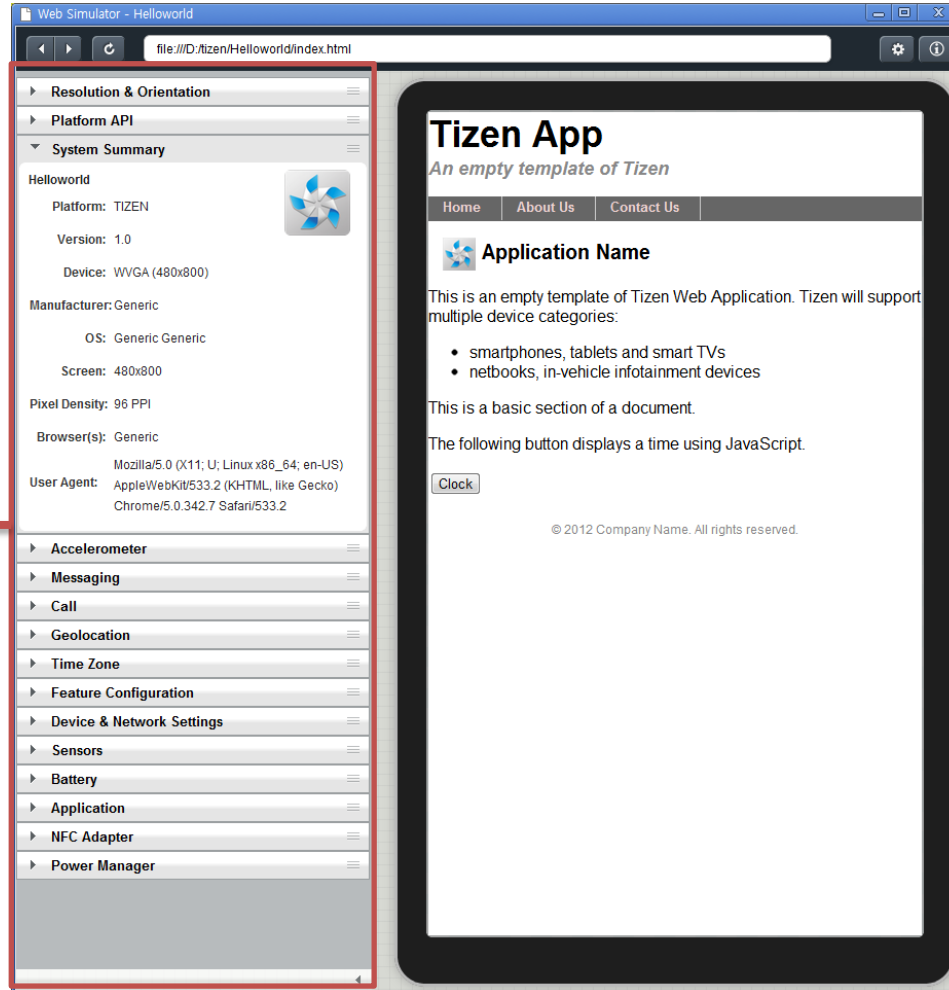 Web Simulator - Helloworld
file:///D:/tizen/Helloworld/index.html
Resolution & Orientation
Platform API
System Summary
Helloworld
Platform: TIZEN
Version: 1.0
Device: WVGA (480x800)
Manufacturer: Generic
OS: Generic Generic
Screen: 480x800
Pixel Density: 96 PPI
Browser(s): Generic
User Agent: Mozilla/5.0 (X11; U; Linux x86_64; en-US)
AppleWebKit/533.2 (KHTML, like Gecko)
Chrome/5.0.342.7 Safari/533.2
Accelerometer
Messaging
Call
Geolocation
Time Zone
Feature Configuration
Device & Network Settings
Sensors
Battery
Application
NFC Adapter
Power Manager
Tizen App
An empty template of Tizen
Home About Us Contact Us
Application Name
This is an empty template of Tizen Web Application. Tizen will support
multiple device categories:
• smartphones, tablets and smart TVs
• netbooks, in-vehicle infotainment devices
This is a basic section of a document.
The following button displays a time using JavaScript.
Clock
© 2012 Company Name. All rights reserved.